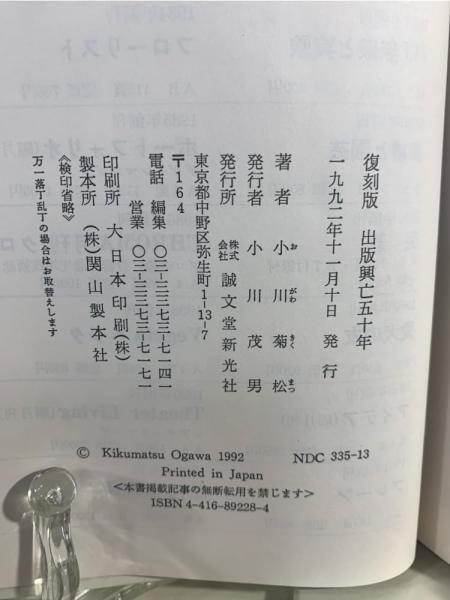 復刻版 出版興亡五十年
一九九二年十一月十日 発行
お がわ きく まつ
著者 小川菊松
発行者 小川茂男
発行所 株式会社 誠文堂新光社
東京都中野区弥生町1-13-7
〒164
電話 編集 〇三-三三七三-七一四一
営業 〇三-三三七三-七一七一
印刷所 大日本印刷(株)
製本所 (株)関山製本社
《検印省略》
万一落丁乱丁の場合はお取替えします
© Kikumatsu Ogawa 1992 NDC 335-13
Printed in Japan
<本書掲載記事の無断転用を禁じます>
ISBN 4-416-89228-4